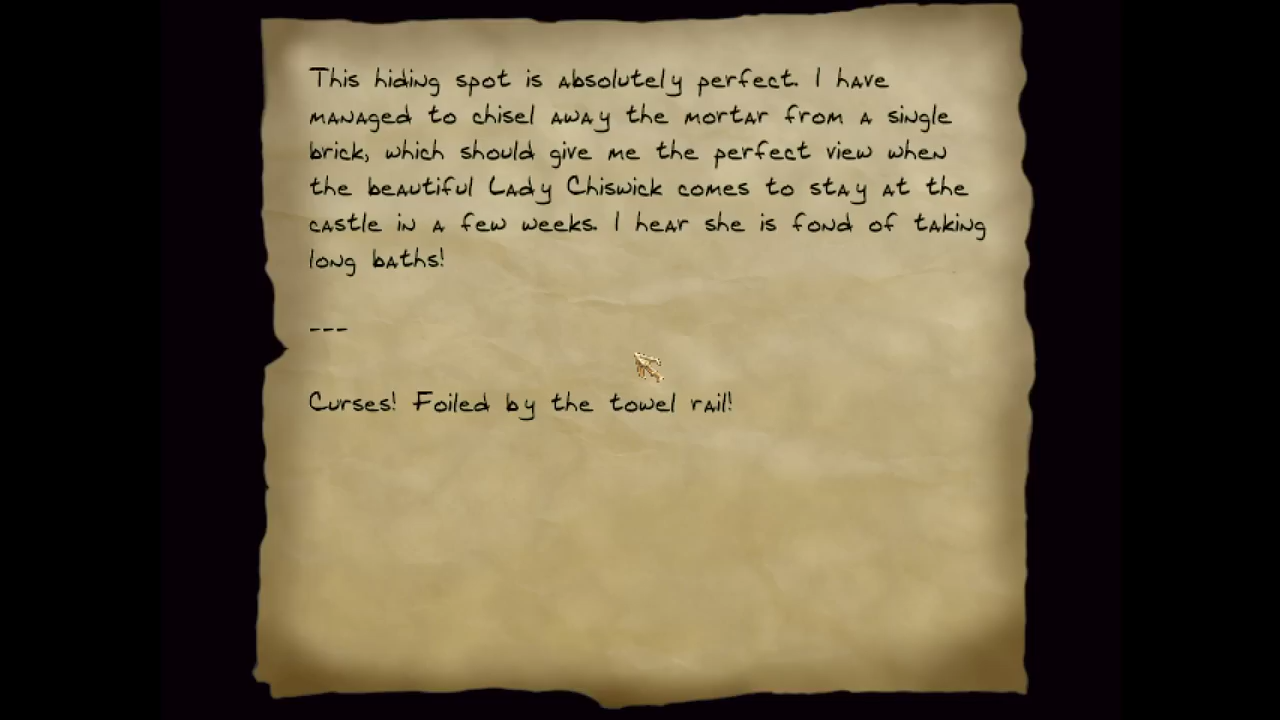 This hiding spot is absolutely perfect. I have
managed to chisel away the mortar from a single
brick, which should give me the perfect view when
the beautiful Lady Chiswick comes to stay at the
castle in a few weeks. I hear she is fond of taking
long baths!
---
Curses! Foiled by the towel rail!